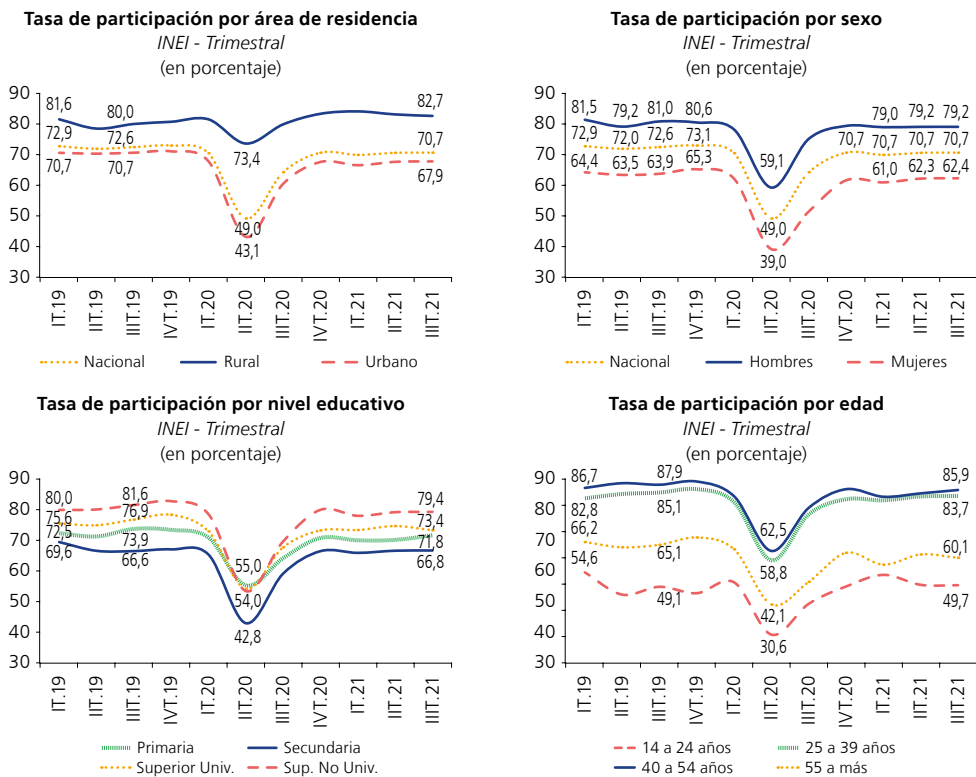 Tasa de participación por área de residencia
INEI - Trimestral
(en porcentaje)
90
80
70
60
50
40
30
81,6
80,0
82,7
72,9
72,6
70,7
70,7
70,7
67,9
73,4
49,0
43,1
IT.19
IIT.19
IIIT.19
IVT.19
IT.20
IIT.20
IIIT.20
IVT.20
IT.21
IIT.21
IIIT.21
Nacional Rural Urbano
Tasa de participación por sexo
INEI - Trimestral
(en porcentaje)
90
80
70
60
50
40
30
81,5 79,2 81,0 80,6 79,0 79,2 79,2
72,9 72,0 72,6 73,1 70,7 70,7 70,7 70,7
64,4 63,5 63,9 65,3 61,0 62,3 62,4
59,1
49,0
39,0
IT.19
IIT.19
IIIT.19
IVT.19
IT.20
IIT.20
IIIT.20
IVT.20
IT.21
IIT.21
IIIT.21
Nacional Hombres Mujeres
Tasa de participación por nivel educativo
INEI - Trimestral
(en porcentaje)
90
80
70
60
50
40
30
80,0 81,6 79,4
75,6 76,9 73,4
72,5 73,9 71,8
69,6 66,6 66,8
55,0
54,0
42,8
IT.19
IIT.19
IIIT.19
IVT.19
IT.20
IIT.20
IIIT.20
IVT.20
IT.21
IIT.21
IIIT.21
Primaria Secundaria
Superior Univ. Sup. No Univ.
Tasa de participación por edad
INEI - Trimestral
(en porcentaje)
90
80
70
60
50
40
30
86,7 87,9 85,9
82,8 85,1 83,7
66,2 65,1 60,1
54,6 49,1 49,7
62,5
58,8
42,1
30,6
IT.19
IIT.19
IIIT.19
IVT.19
IT.20
IIT.20
IIIT.20
IVT.20
IT.21
IIT.21
IIIT.21
14 a 24 años 25 a 39 años
40 a 54 años 55 a más